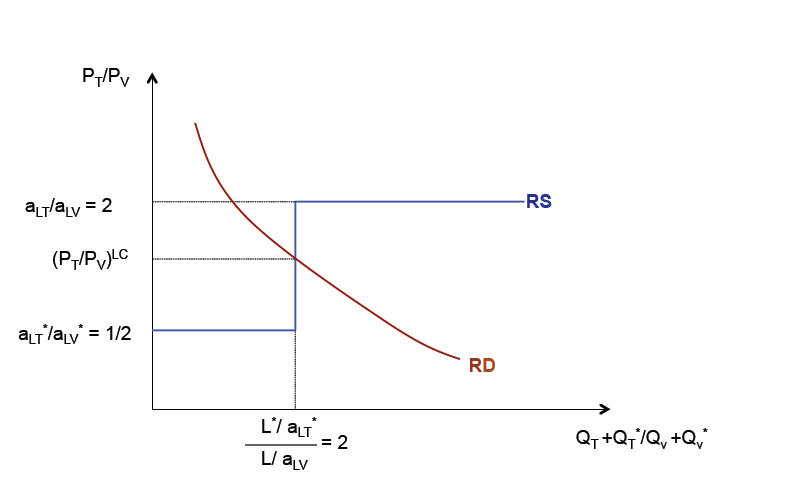 P_T/P_V
a_LT/a_LV = 2
RS
(P_T/P_V)^LC
a_LT^*/a_LV^* = 1/2
RD
L^*/ a_LT^*
L/ a_LV
= 2
Q_T +Q_T^*/Q_v +Q_v^*